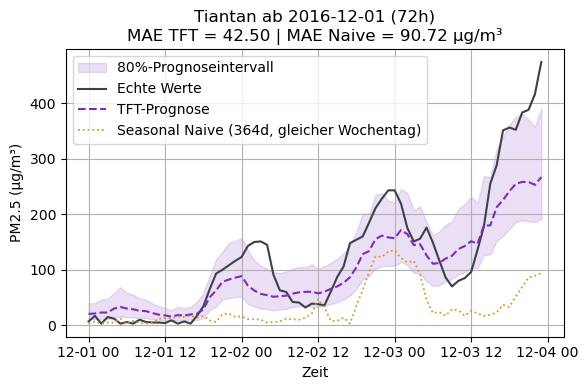 Tiantan ab 2016-12-01 (72h)
MAE TFT = 42.50 | MAE Naive = 90.72 µg/m³
80%-Prognoseintervall
Echte Werte
TFT-Prognose
Seasonal Naive (364d, gleicher Wochentag)
PM2.5 (µg/m³)
400
300
200
100
0
12-01 00
12-01 12
12-02 00
12-02 12
12-03 00
12-03 12
12-04 00
Zeit